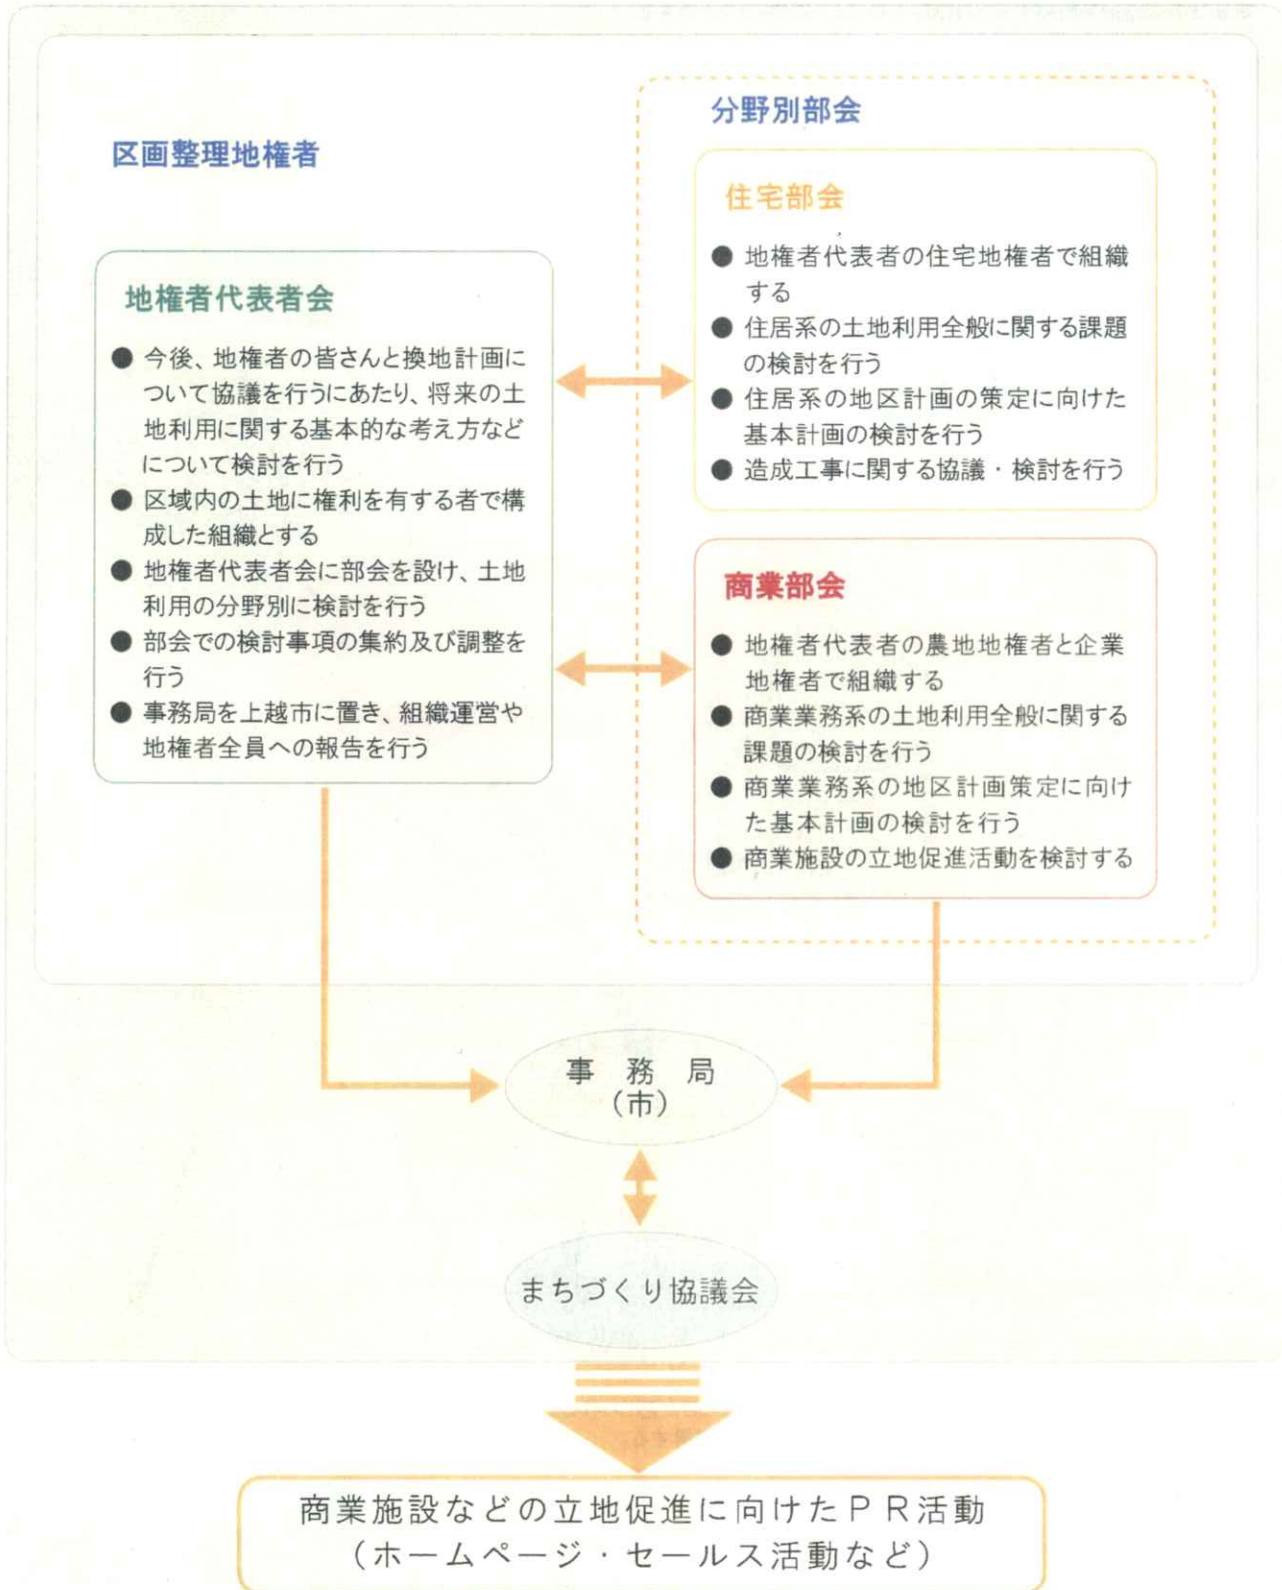 区画整理地権者
地権者代表者会
● 今後、地権者の皆さんと換地計画に
ついて協議を行うにあたり、将来の土
地利用に関する基本的な考え方など
について検討を行う
● 区域内の土地に権利を有する者で構
成した組織とする
● 地権者代表者会に部会を設け、土地
利用の分野別に検討を行う
● 部会での検討事項の集約及び調整を
行う
● 事務局を上越市に置き、組織運営や
地権者全員への報告を行う
分野別部会
住宅部会
● 地権者代表者の住宅地権者で組織
する
● 住居系の土地利用全般に関する課題
の検討を行う
● 住居系の地区計画の策定に向けた
基本計画の検討を行う
● 造成工事に関する協議・検討を行う
商業部会
● 地権者代表者の農地地権者と企業
地権者で組織する
● 商業業務系の土地利用全般に関する
課題の検討を行う
● 商業業務系の地区計画策定に向け
た基本計画の検討を行う
● 商業施設の立地促進活動を検討する
事 務 局
(市)
まちづくり協議会
商業施設などの立地促進に向けたPR活動
(ホームページ・セールス活動など)